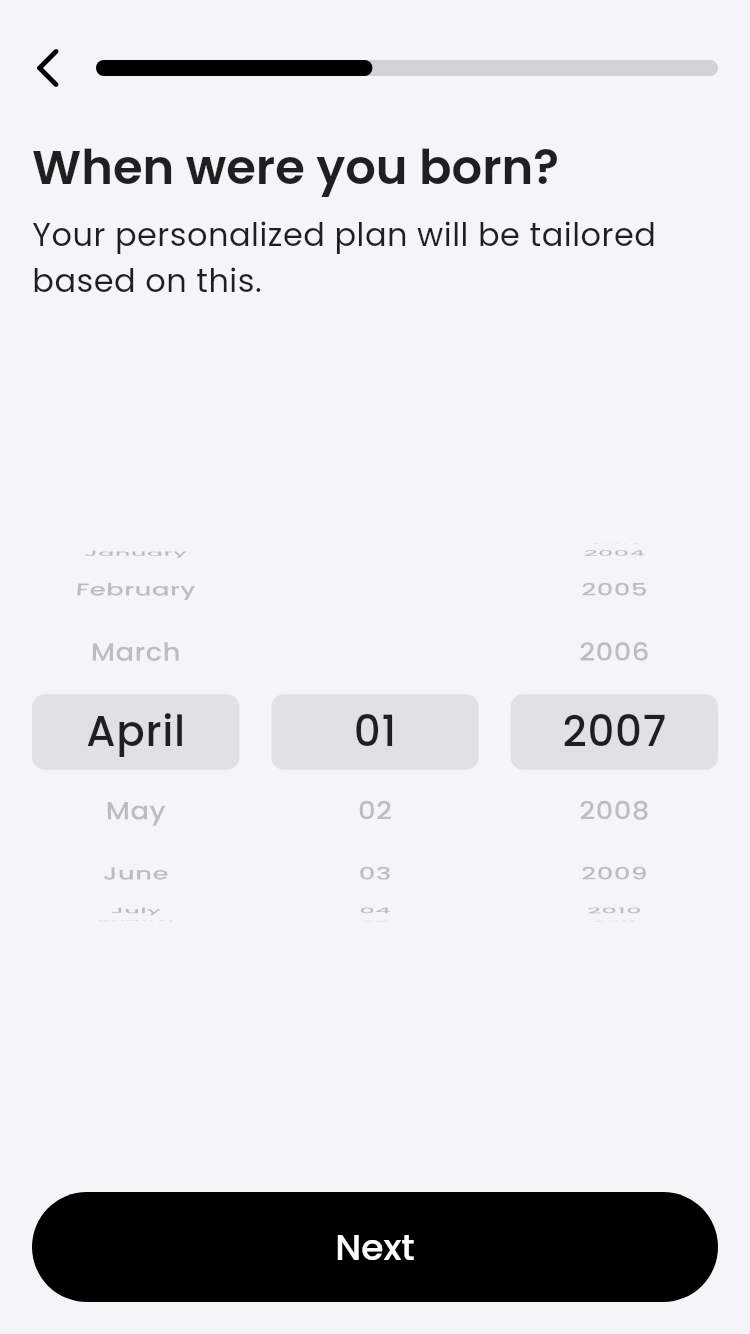 When were you born?
Your personalized plan will be tailored
based on this.
January 2004
February 2005
March 2006
April 01 2007
May 02 2008
June 03 2009
July 04 2010
Next